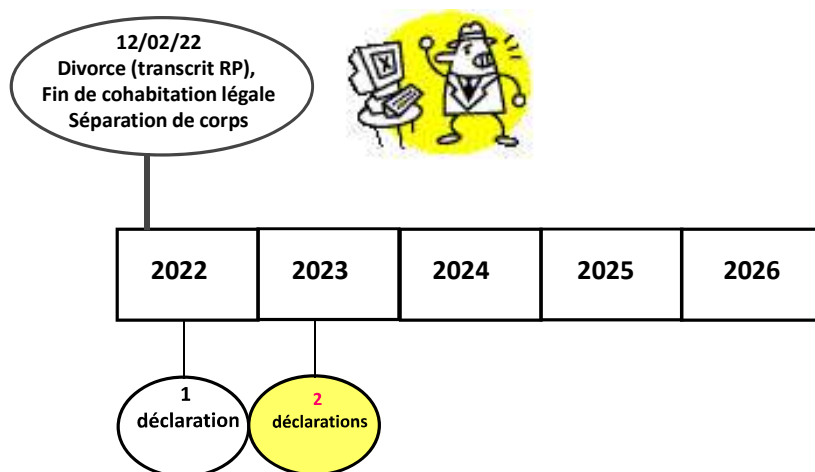 12/02/22
Divorce (transcrit RP),
Fin de cohabitation légale
Séparation de corps
X
2022
2023
2024
2025
2026
1
déclaration
2
déclarations